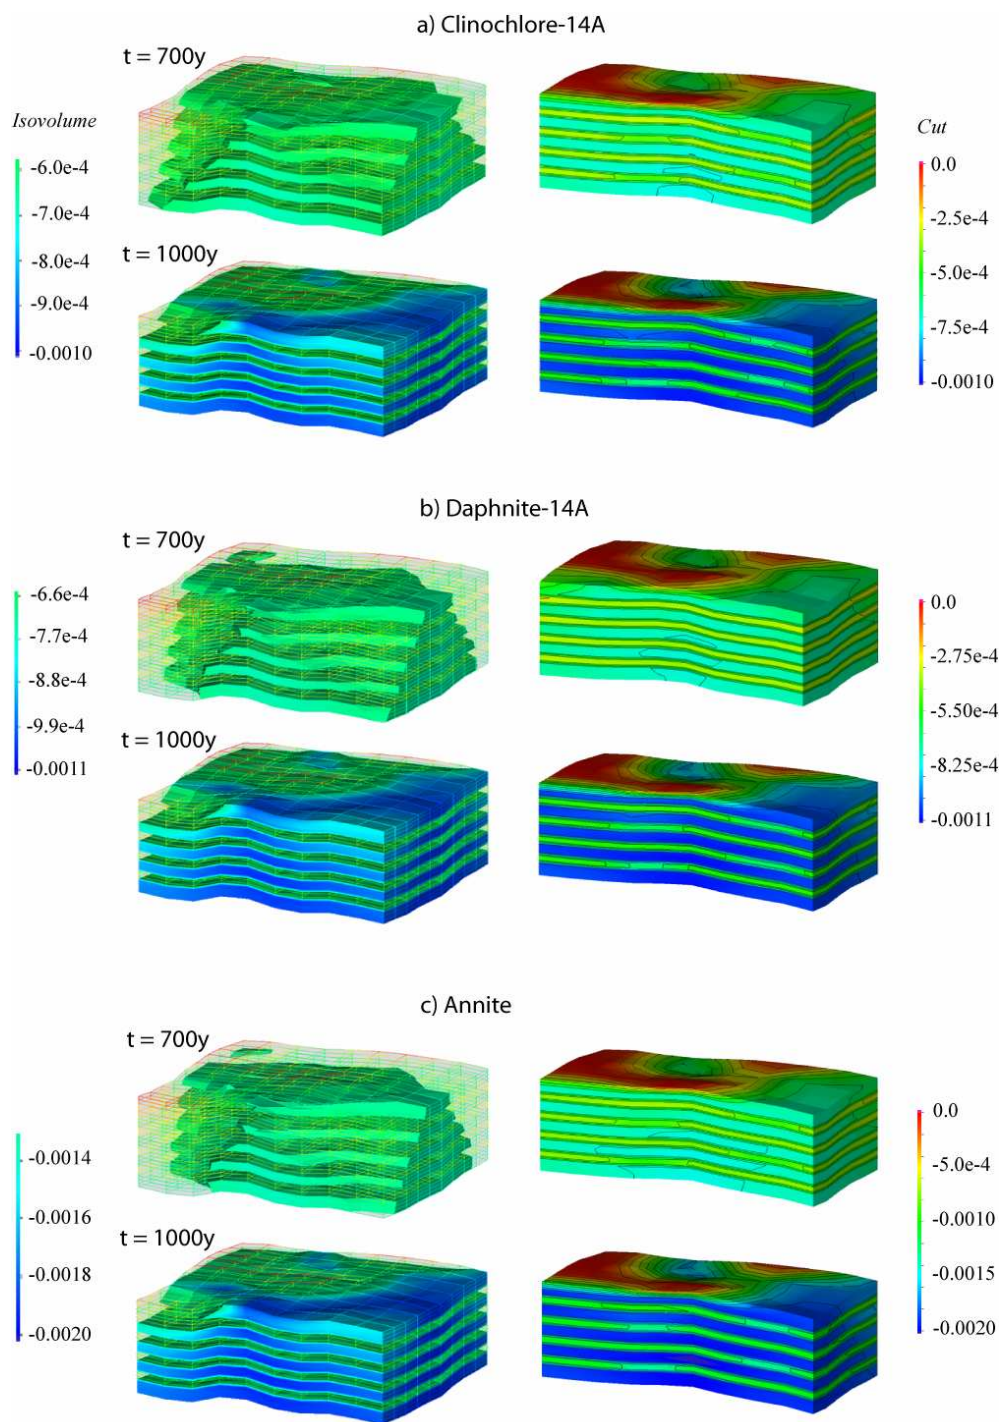 a) Clinochlore-14A
t = 700y
Isovolume
-6.0e-4
-7.0e-4
-8.0e-4
-9.0e-4
-0.0010
Cut
0.0
-2.5e-4
-5.0e-4
-7.5e-4
-0.0010
t = 1000y
b) Daphnite-14A
t = 700y
-6.6e-4
-7.7e-4
-8.8e-4
-9.9e-4
-0.0011
0.0
-2.75e-4
-5.50e-4
-8.25e-4
-0.0011
t = 1000y
c) Annite
t = 700y
-0.0014
-0.0016
-0.0018
-0.0020
0.0
-5.0e-4
-0.0010
-0.0015
-0.0020
t = 1000y